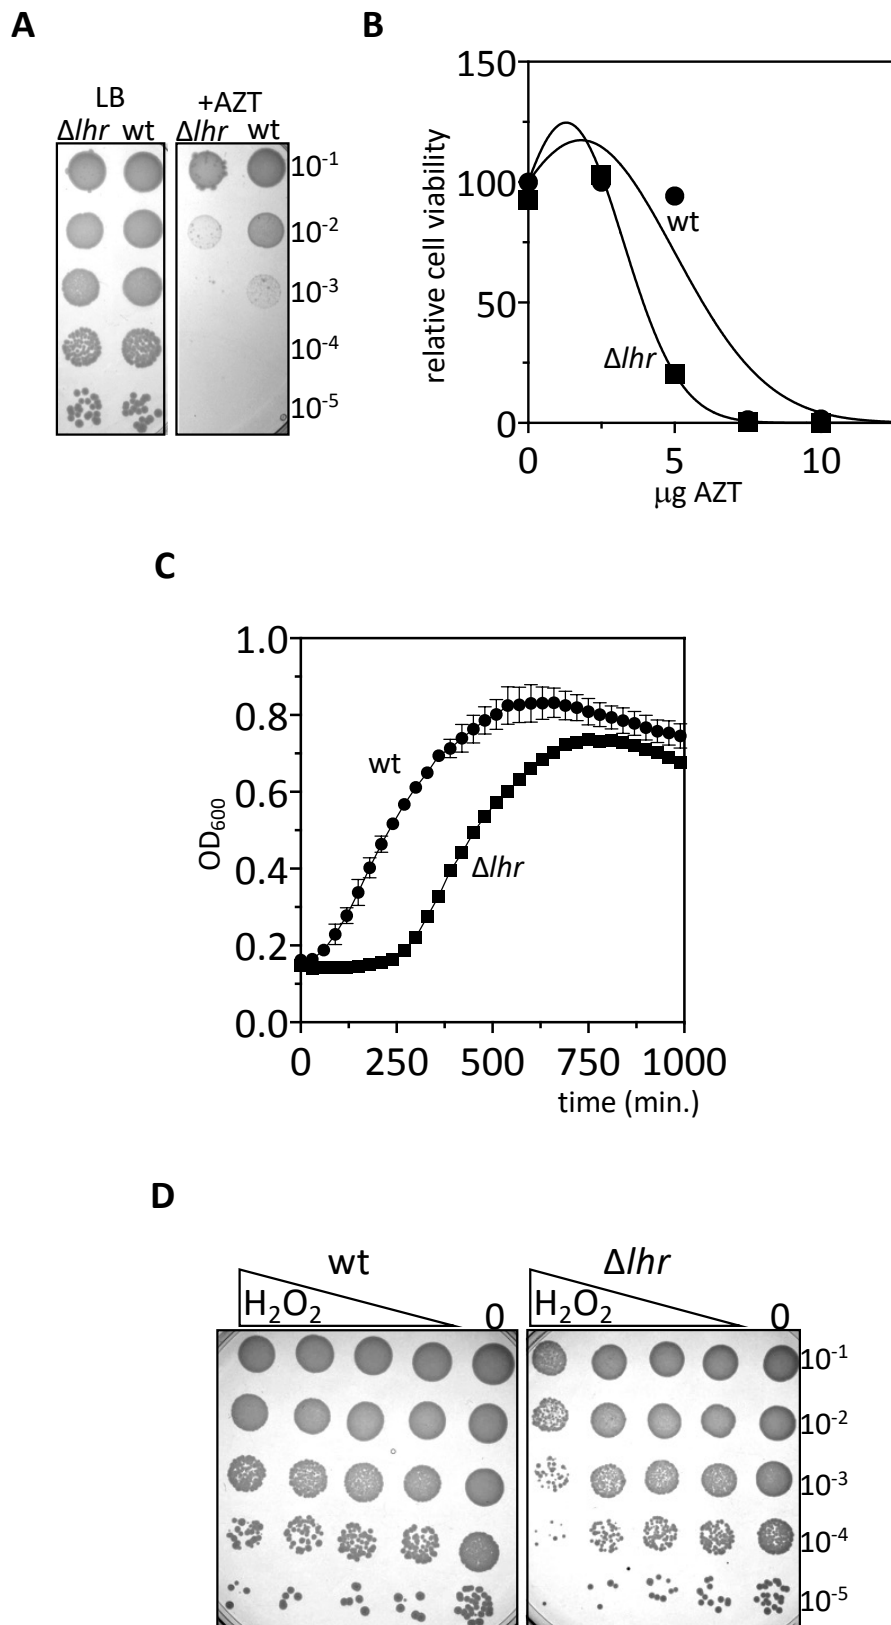 A
LB
+AZT
Δlhr wt
Δlhr wt
10⁻¹
10⁻²
10⁻³
10⁻⁴
10⁻⁵
B
150
100
50
0
relative cell viability
wt
Δlhr
0 5 10
µg AZT
C
1.0
0.8
0.6
0.4
0.2
0.0
OD₆₀₀
wt
Δlhr
0 250 500 750 1000
time (min.)
D
wt
Δlhr
H₂O₂ 0
H₂O₂ 0
10⁻¹
10⁻²
10⁻³
10⁻⁴
10⁻⁵